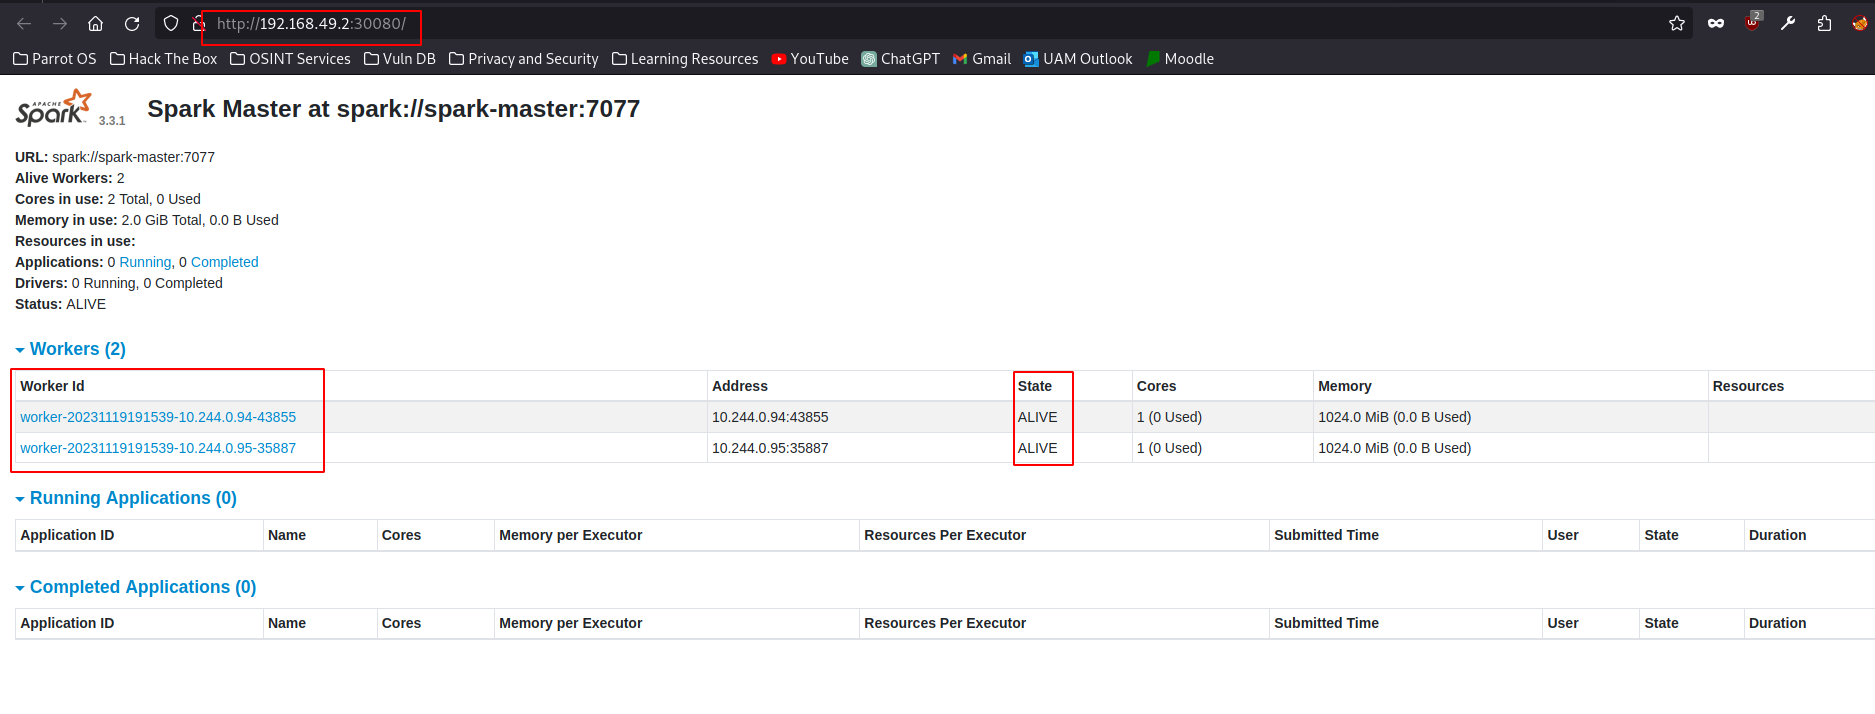 http://192.168.49.2:30080/
2
Parrot OS Hack The Box OSINT Services Vuln DB Privacy and Security Learning Resources YouTube ChatGPT Gmail UAM Outlook Moodle
APACHE Spark 3.3.1 Spark Master at spark://spark-master:7077
URL: spark://spark-master:7077
Alive Workers: 2
Cores in use: 2 Total, 0 Used
Memory in use: 2.0 GiB Total, 0.0 B Used
Resources in use:
Applications: 0 Running, 0 Completed
Drivers: 0 Running, 0 Completed
Status: ALIVE
Workers (2)
Worker Id Address State Cores Memory Resources
worker-20231119191539-10.244.0.94-43855 10.244.0.94:43855 ALIVE 1 (0 Used) 1024.0 MiB (0.0 B Used)
worker-20231119191539-10.244.0.95-35887 10.244.0.95:35887 ALIVE 1 (0 Used) 1024.0 MiB (0.0 B Used)
Running Applications (0)
Application ID Name Cores Memory per Executor Resources Per Executor Submitted Time User State Duration
Completed Applications (0)
Application ID Name Cores Memory per Executor Resources Per Executor Submitted Time User State Duration